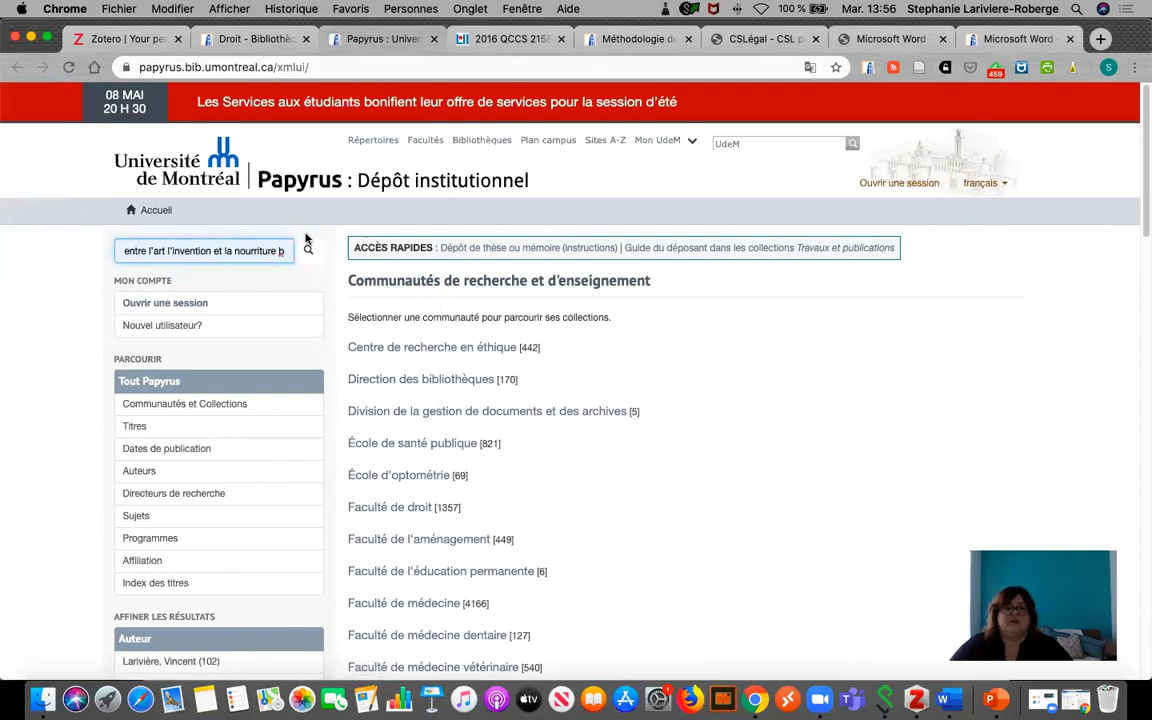 Chrome Fichier Modifier Afficher Historique Favoris Personnes Onglet Fenêtre Aide 100 % Mar. 13:56 Stephanie Lariviere-Roberge
Zotero | Your pe Droit - Bibliothè Papyrus : Univer 2016 QCCS 2158 Méthodologie du CSLégal - CSL p Microsoft Word - Microsoft Word -
papyrus.bib.umontreal.ca/xmlui/
459
S
08 MAI
20 H 30
Les Services aux étudiants bonifient leur offre de services pour la session d'été
Répertoires Facultés Bibliothèques Plan campus Sites A-Z Mon UdeM
UdeM
Université
de Montréal
Papyrus : Dépôt institutionnel
Ouvrir une session français
Accueil
entre l'art l'invention et la nourriture b
ACCÈS RAPIDES : Dépôt de thèse ou mémoire (instructions) | Guide du déposant dans les collections Travaux et publications
MON COMPTE
Ouvrir une session
Nouvel utilisateur?
PARCOURIR
Tout Papyrus
Communautés et Collections
Titres
Dates de publication
Auteurs
Directeurs de recherche
Sujets
Programmes
Affiliation
Index des titres
AFFINER LES RÉSULTATS
Auteur
Larivière, Vincent (102)
Communautés de recherche et d'enseignement
Sélectionner une communauté pour parcourir ses collections.
Centre de recherche en éthique [442]
Direction des bibliothèques [170]
Division de la gestion de documents et des archives [5]
École de santé publique [821]
École d'optométrie [69]
Faculté de droit [1357]
Faculté de l'aménagement [449]
Faculté de l'éducation permanente [6]
Faculté de médecine [4166]
Faculté de médecine dentaire [127]
Faculté de médecine vétérinaire [540]
tv